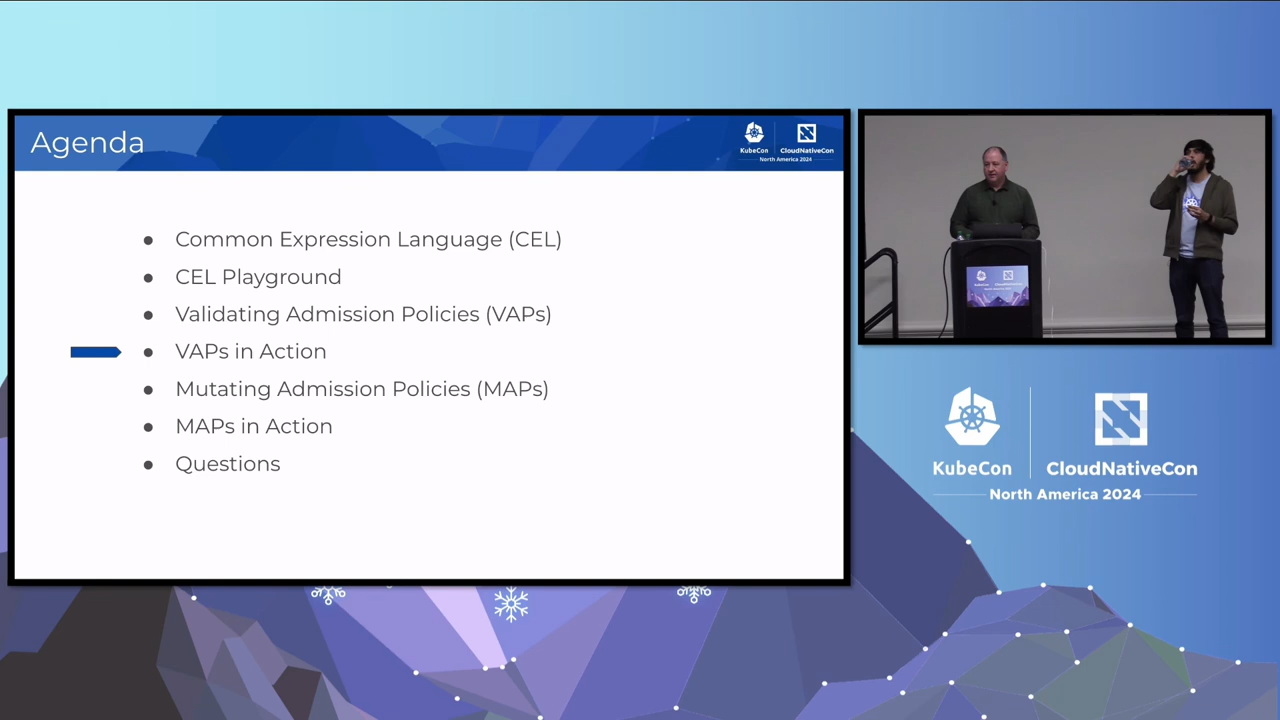 Agenda
KubeCon
CloudNativeCon
North America 2024
Common Expression Language (CEL)
CEL Playground
Validating Admission Policies (VAPs)
VAPs in Action
Mutating Admission Policies (MAPs)
MAPs in Action
Questions
KubeCon
CloudNativeCon
North America 2024